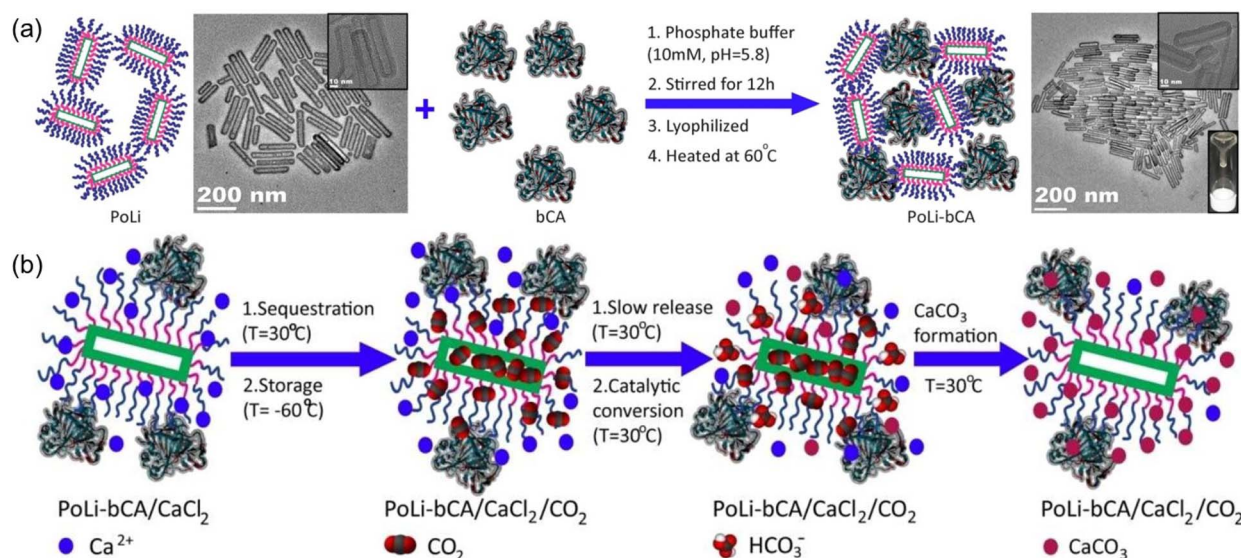 (a)
10 nm
200 nm
PoLi
+
bCA
1. Phosphate buffer
(10mM, pH=5.8)
2. Stirred for 12h
3. Lyophilized
4. Heated at 60°C
PoLi-bCA
10 nm
200 nm
(b)
1.Sequestration
(T=30°C)
2.Storage
(T= -60°C)
1.Slow release
(T=30°C)
2. Catalytic
conversion
(T=30°C)
CaCO₃
formation
T=30°C
PoLi-bCA/CaCl₂
PoLi-bCA/CaCl₂/CO₂
PoLi-bCA/CaCl₂/CO₂
PoLi-bCA/CaCl₂/CO₂
Ca²⁺
CO₂
HCO₃⁻
CaCO₃